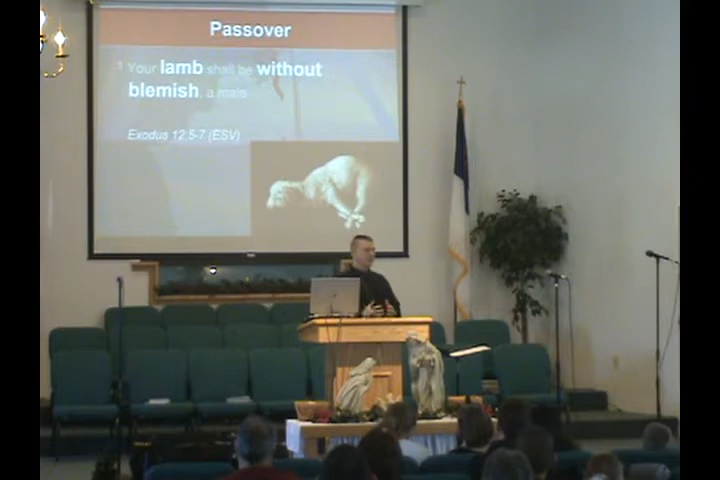 Passover
Your lamb shall be without
blemish, a male
Exodus 12:5-7 (ESV)